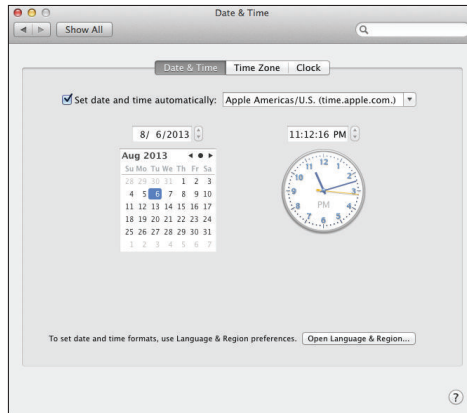 Date & Time
Show All
Date & Time Time Zone Clock
Set date and time automatically: Apple Americas/U.S. (time.apple.com.)
8/ 6/2013
11:12:16 PM
Aug 2013
Su Mo Tu We Th Fr Sa
28 29 30 31 1 2 3
4 5 6 7 8 9 10
11 12 13 14 15 16 17
18 19 20 21 22 23 24
25 26 27 28 29 30 31
1 2 3 4 5 6 7
12
11 1
10 2
9 3
8 4
7 5
6
PM
To set date and time formats, use Language & Region preferences. Open Language & Region...
?